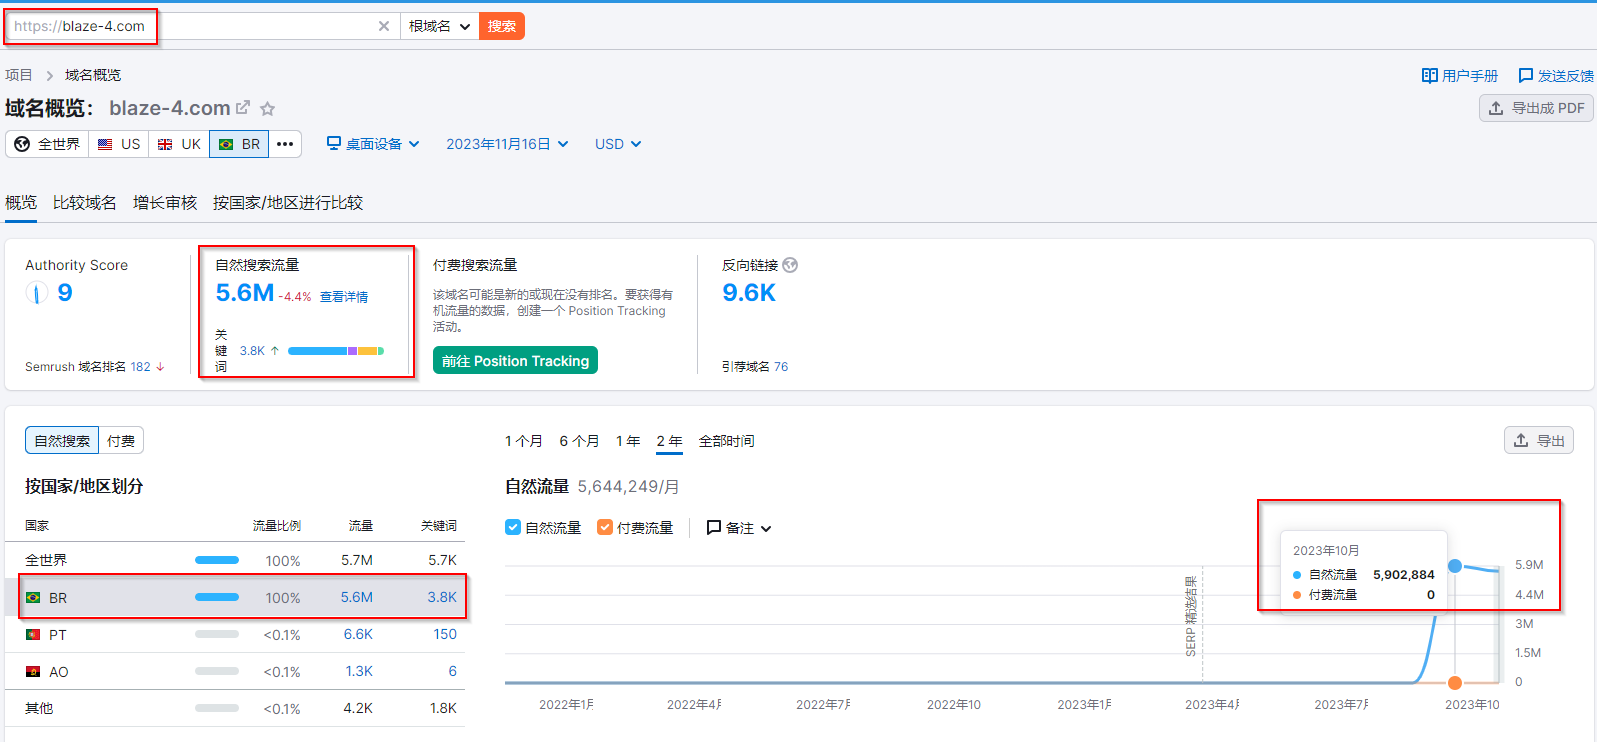 https://blaze-4.com
根域名
搜索
项目 > 域名概览
用户手册
发送反馈
域名概览： blaze-4.com
导出成 PDF
全世界 US UK BR •••
桌面设备
2023年11月16日
USD
概览 比较域名 增长审核 按国家/地区进行比较
Authority Score
9
Semrush 域名排名 182 ↓
自然搜索流量
5.6M -4.4% 查看详情
关
键
词
3.8K ↑
付费搜索流量
该域名可能是新的或现在没有排名。要获得有
机流量的数据，创建一个 Position Tracking
活动。
前往 Position Tracking
反向链接
9.6K
引荐域名 76
自然搜索 付费
按国家/地区划分
国家 流量比例 流量 关键词
全世界 100% 5.7M 5.7K
BR 100% 5.6M 3.8K
PT <0.1% 6.6K 150
AO <0.1% 1.3K 6
其他 <0.1% 4.2K 1.8K
1 个月 6 个月 1 年 2 年 全部时间
导出
自然流量 5,644,249/月
自然流量 付费流量 备注
2023年10月
自然流量 5,902,884
付费流量 0
SERP 精选结果
5.9M
4.4M
3M
1.5M
0
2022年1月 2022年4月 2022年7月 2022年10 2023年1月 2023年4月 2023年7月 2023年10